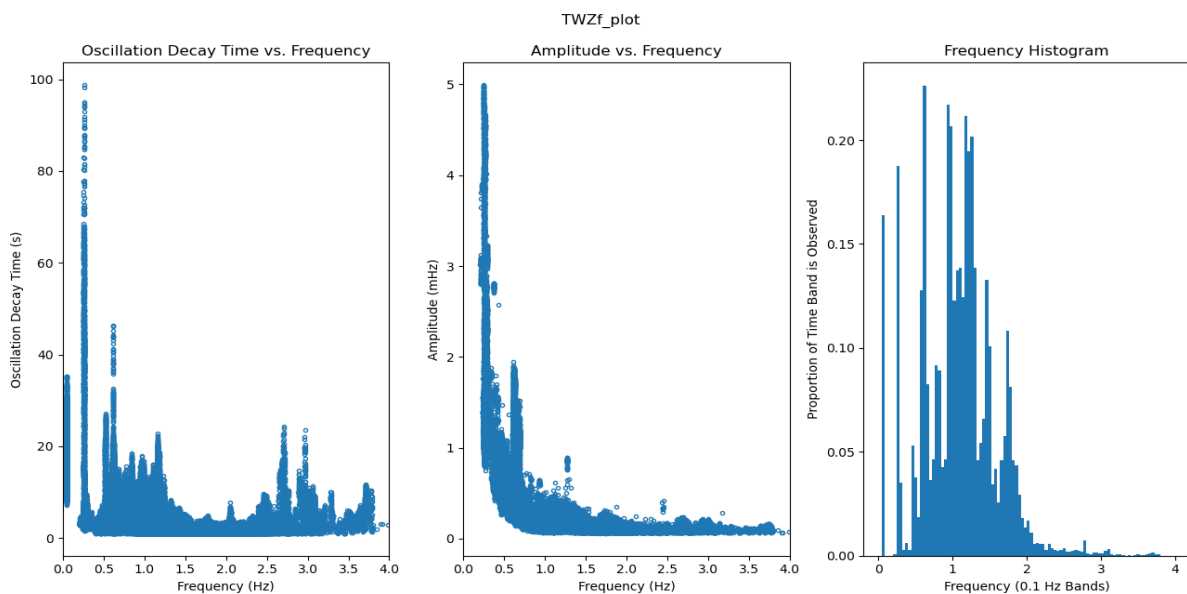 TWZf_plot
Oscillation Decay Time vs. Frequency
Oscillation Decay Time (s)
100
80
60
40
20
0
0.0 0.5 1.0 1.5 2.0 2.5 3.0 3.5 4.0
Frequency (Hz)
Amplitude vs. Frequency
Amplitude (mHz)
5
4
3
2
1
0
0.0 0.5 1.0 1.5 2.0 2.5 3.0 3.5 4.0
Frequency (Hz)
Frequency Histogram
Proportion of Time Band is Observed
0.20
0.15
0.10
0.05
0.00
0 1 2 3 4
Frequency (0.1 Hz Bands)